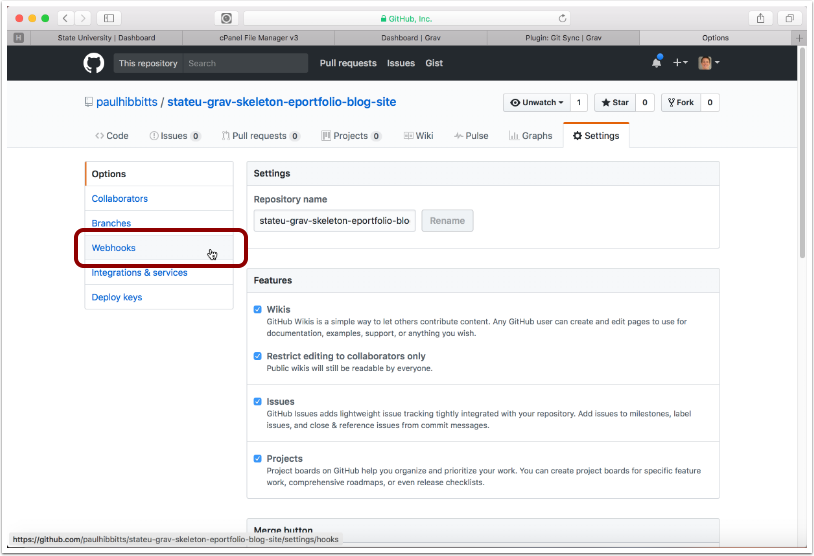 GitHub, Inc.
H
State University | Dashboard
cPanel File Manager v3
Dashboard | Grav
Plugin: Git Sync | Grav
Options
This repository
Search
Pull requests
Issues
Gist
paulhibbitts / stateu-grav-skeleton-eportfolio-blog-site
Unwatch
1
Star
0
Fork
0
Code
Issues 0
Pull requests 0
Projects 0
Wiki
Pulse
Graphs
Settings
Options
Collaborators
Branches
Webhooks
Integrations & services
Deploy keys
Settings
Repository name
stateu-grav-skeleton-eportfolio-blo
Rename
Features
Wikis
GitHub Wikis is a simple way to let others contribute content. Any GitHub user can create and edit pages to use for
documentation, examples, support, or anything you wish.
Restrict editing to collaborators only
Public wikis will still be readable by everyone.
Issues
GitHub Issues adds lightweight issue tracking tightly integrated with your repository. Add issues to milestones, label
issues, and close & reference issues from commit messages.
Projects
Project boards on GitHub help you organize and prioritize your work. You can create project boards for specific feature
work, comprehensive roadmaps, or even release checklists.
Merge button
https://github.com/paulhibbitts/stateu-grav-skeleton-eportfolio-blog-site/settings/hooks